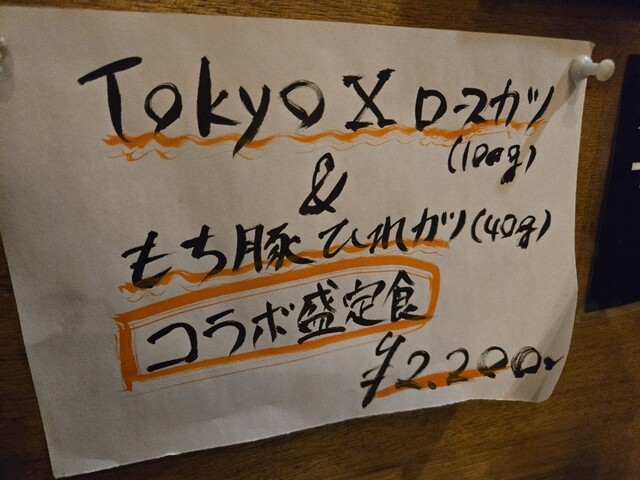 Tokyo X ロースカツ
(100g)
&
もち豚ひれカツ(40g)
コラボ盛定食
¥2.200-